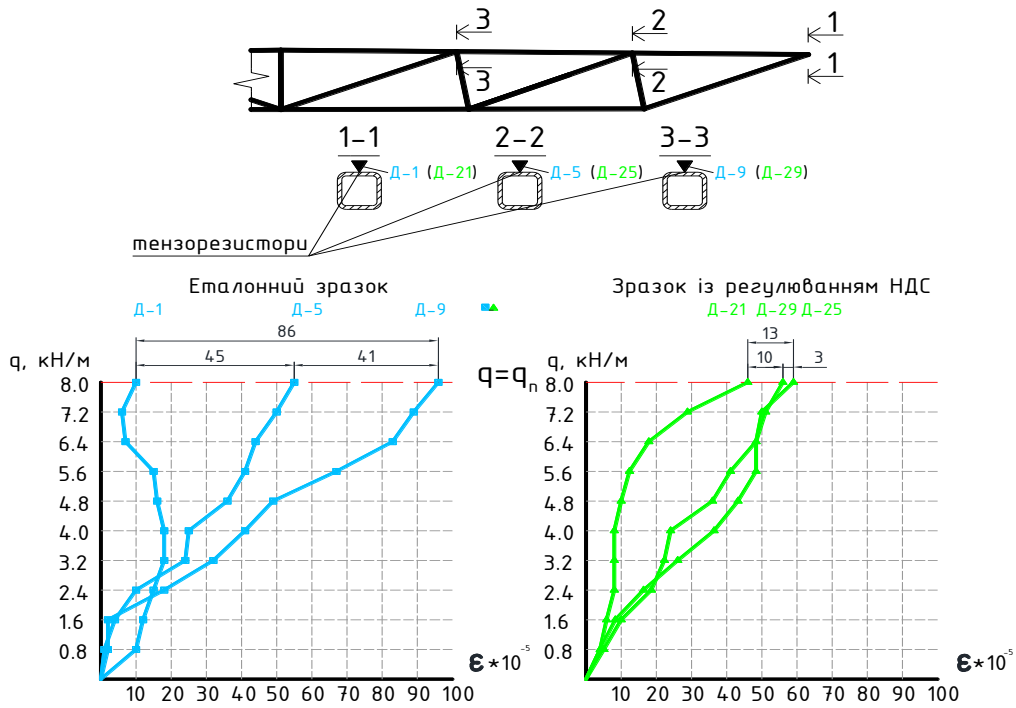 3 2 1
3 2 1
1-1 2-2 3-3
Д-1 (Д-21) Д-5 (Д-25) Д-9 (Д-29)
тензорезистори
Еталонний зразок
Д-1 Д-5 Д-9
86
45 41
q, кН/м
8.0
7.2
6.4
5.6
4.8
4.0
3.2
2.4
1.6
0.8
10 20 30 40 50 60 70 80 90 100
ε*10⁻⁵
q=qₙ
Зразок із регулюванням НДС
Д-21 Д-29 Д-25
13
10 3
q, кН/м
8.0
7.2
6.4
5.6
4.8
4.0
3.2
2.4
1.6
0.8
10 20 30 40 50 60 70 80 90 100
ε*10⁻⁵